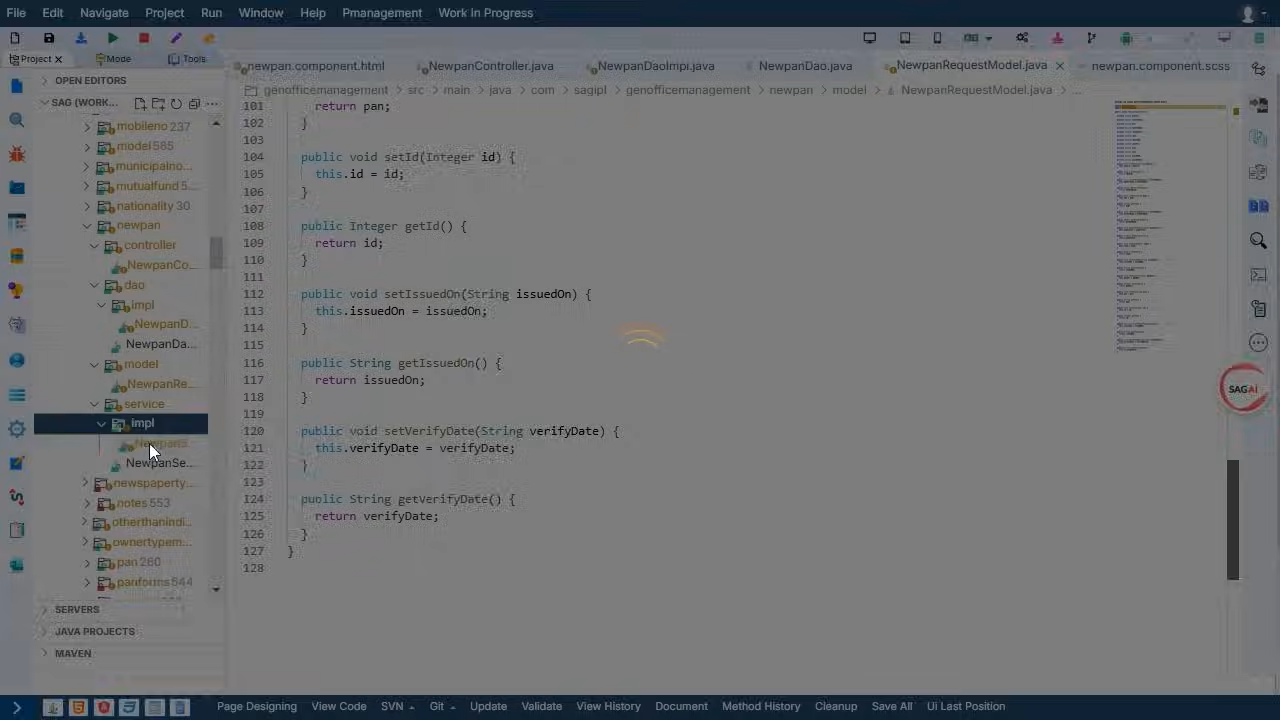 File Edit Navigate Project Run Window Help Pmanagement Work In Progress
Project Mode Tools
newpan.component.html NewpanController.java NewpanDaoImpl.java NewpanDao.java NewpanRequestModel.java newpan.component.scss
OPEN EDITORS
genofficemanagement > src > main > java > com > sagipl > genofficemanagement > newpan > model > NewpanRequestModel.java > ...
SAG (WORK...
mobileno 237
model 585
municipalno...
mutualfund 5...
nationality 30
newpan
controller
NewpanCo...
dao
impl
NewpanD...
NewpanDa...
model
NewpanRe...
service
impl
NewpanS...
NewpanSe...
newspaperty...
notes 553
otherthanindi...
ownertypem...
pan 260
panforms 544
SERVERS
JAVA PROJECTS
MAVEN
101 return pan;
102 }
103
104 public void setId(Integer id) {
105 this.id = id;
106 }
107
108 public Integer getId() {
109 return id;
110 }
111
112 public void setIssuedOn(String issuedOn) {
113 this.issuedOn = issuedOn;
114 }
115
116 public String getIssuedOn() {
117 return issuedOn;
118 }
119
120 public void setVerifyDate(String verifyDate) {
121 this.verifyDate = verifyDate;
122 }
123
124 public String getVerifyDate() {
125 return verifyDate;
126 }
127 }
128
SAGAI
Page Designing View Code SVN Git Update Validate View History Document Method History Cleanup Save All Ui Last Position